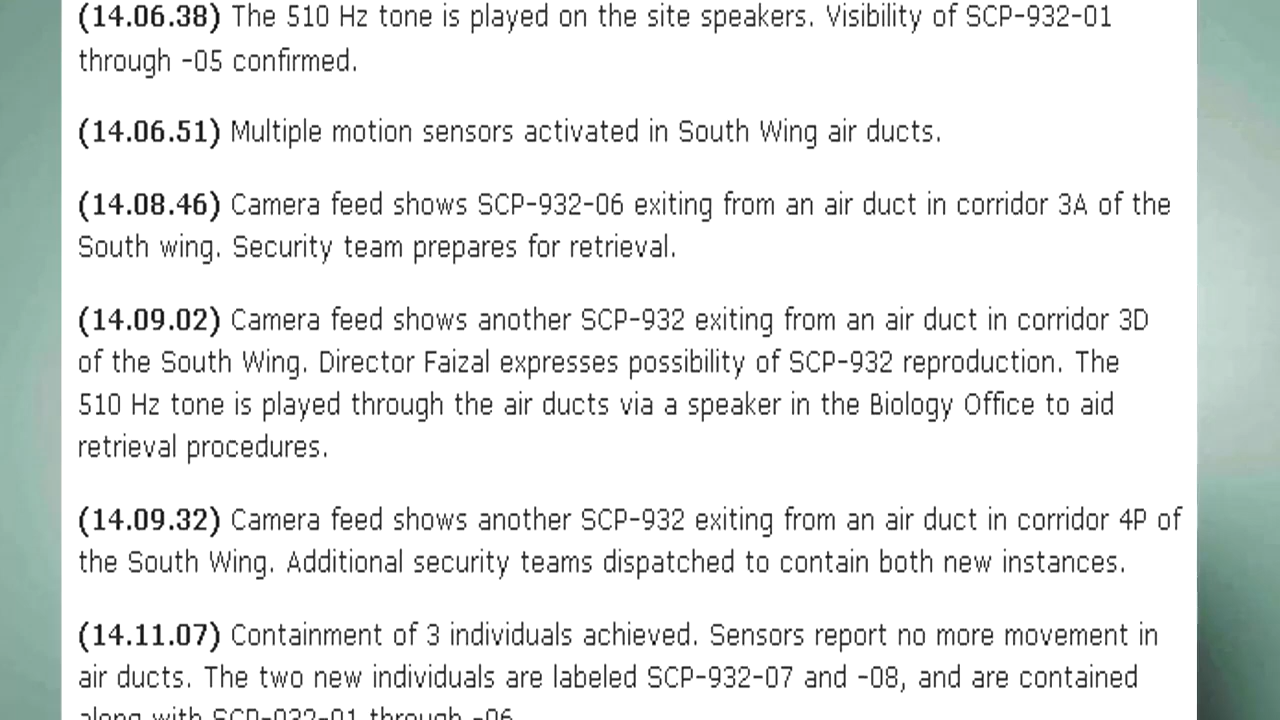 (14.06.38) The 510 Hz tone is played on the site speakers. Visibility of SCP-932-01
through -05 confirmed.
(14.06.51) Multiple motion sensors activated in South Wing air ducts.
(14.08.46) Camera feed shows SCP-932-06 exiting from an air duct in corridor 3A of the
South wing. Security team prepares for retrieval.
(14.09.02) Camera feed shows another SCP-932 exiting from an air duct in corridor 3D
of the South Wing. Director Faizal expresses possibility of SCP-932 reproduction. The
510 Hz tone is played through the air ducts via a speaker in the Biology Office to aid
retrieval procedures.
(14.09.32) Camera feed shows another SCP-932 exiting from an air duct in corridor 4P of
the South Wing. Additional security teams dispatched to contain both new instances.
(14.11.07) Containment of 3 individuals achieved. Sensors report no more movement in
air ducts. The two new individuals are labeled SCP-932-07 and -08, and are contained
along with SCP-932-01 through -06.